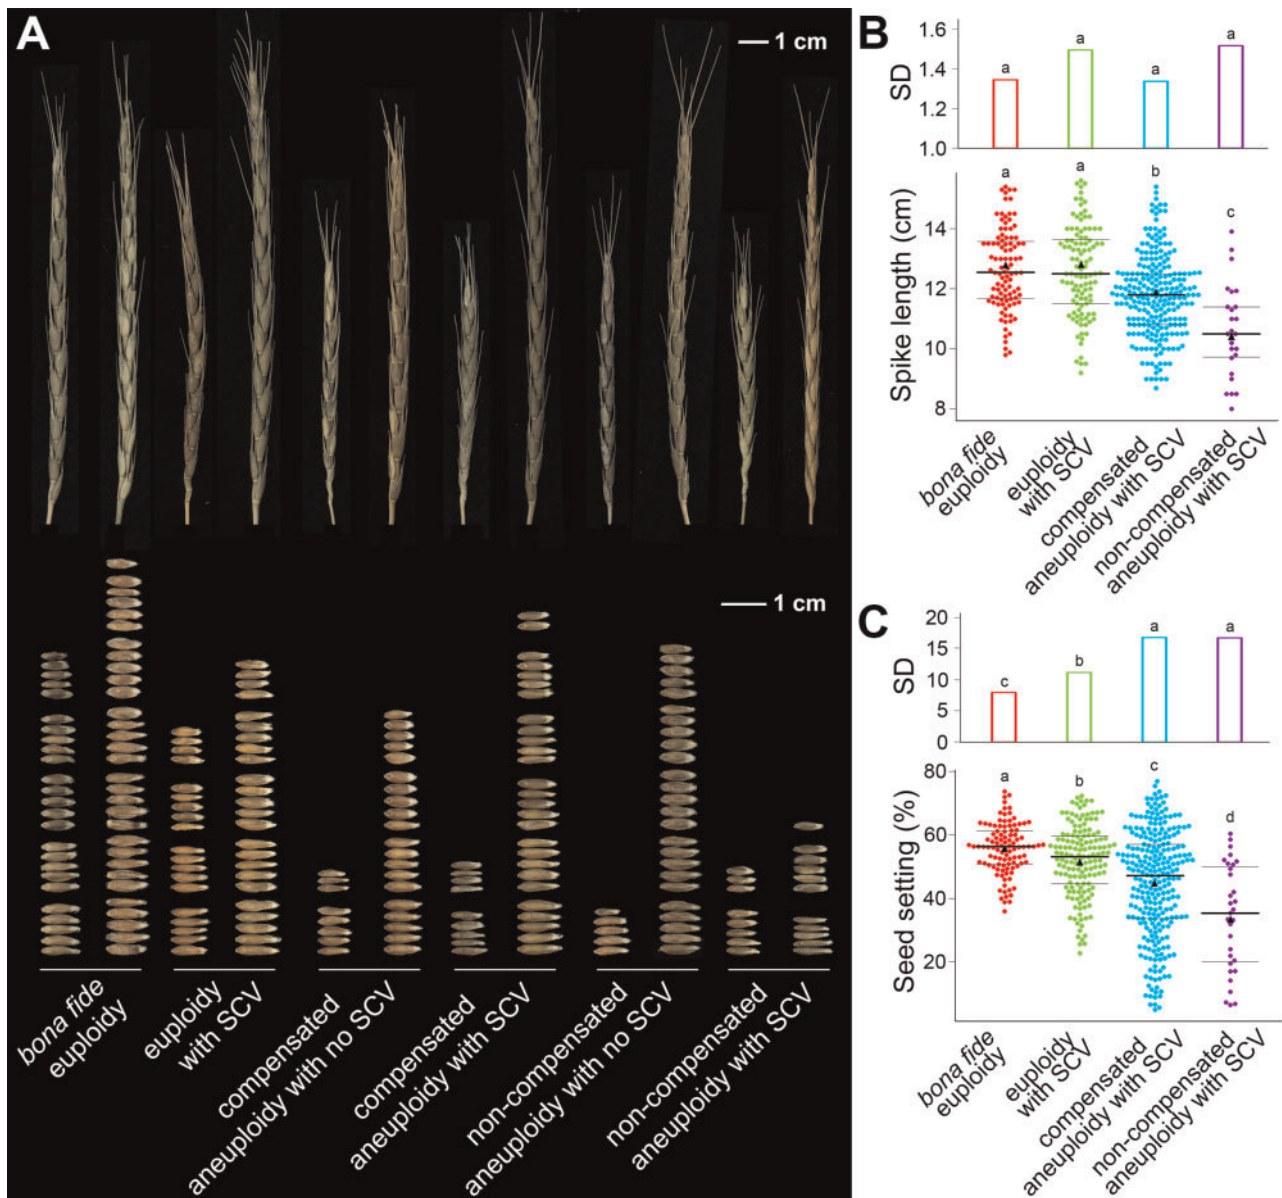 A
1 cm
1 cm
bona fide
euploidy
euploidy
with SCV
compensated
aneuploidy with no SCV
compensated
aneuploidy with SCV
non-compensated
aneuploidy with no SCV
non-compensated
aneuploidy with SCV
B
SD
1.6
1.4
1.2
1.0
a
a
a
a
Spike length (cm)
14
12
10
8
a
a
b
c
bona fide
euploidy
euploidy
with SCV
compensated
aneuploidy with SCV
non-compensated
aneuploidy with SCV
C
SD
20
15
10
5
0
c
b
a
a
Seed setting (%)
80
60
40
20
a
b
c
d
bona fide
euploidy
euploidy
with SCV
compensated
aneuploidy with SCV
non-compensated
aneuploidy with SCV